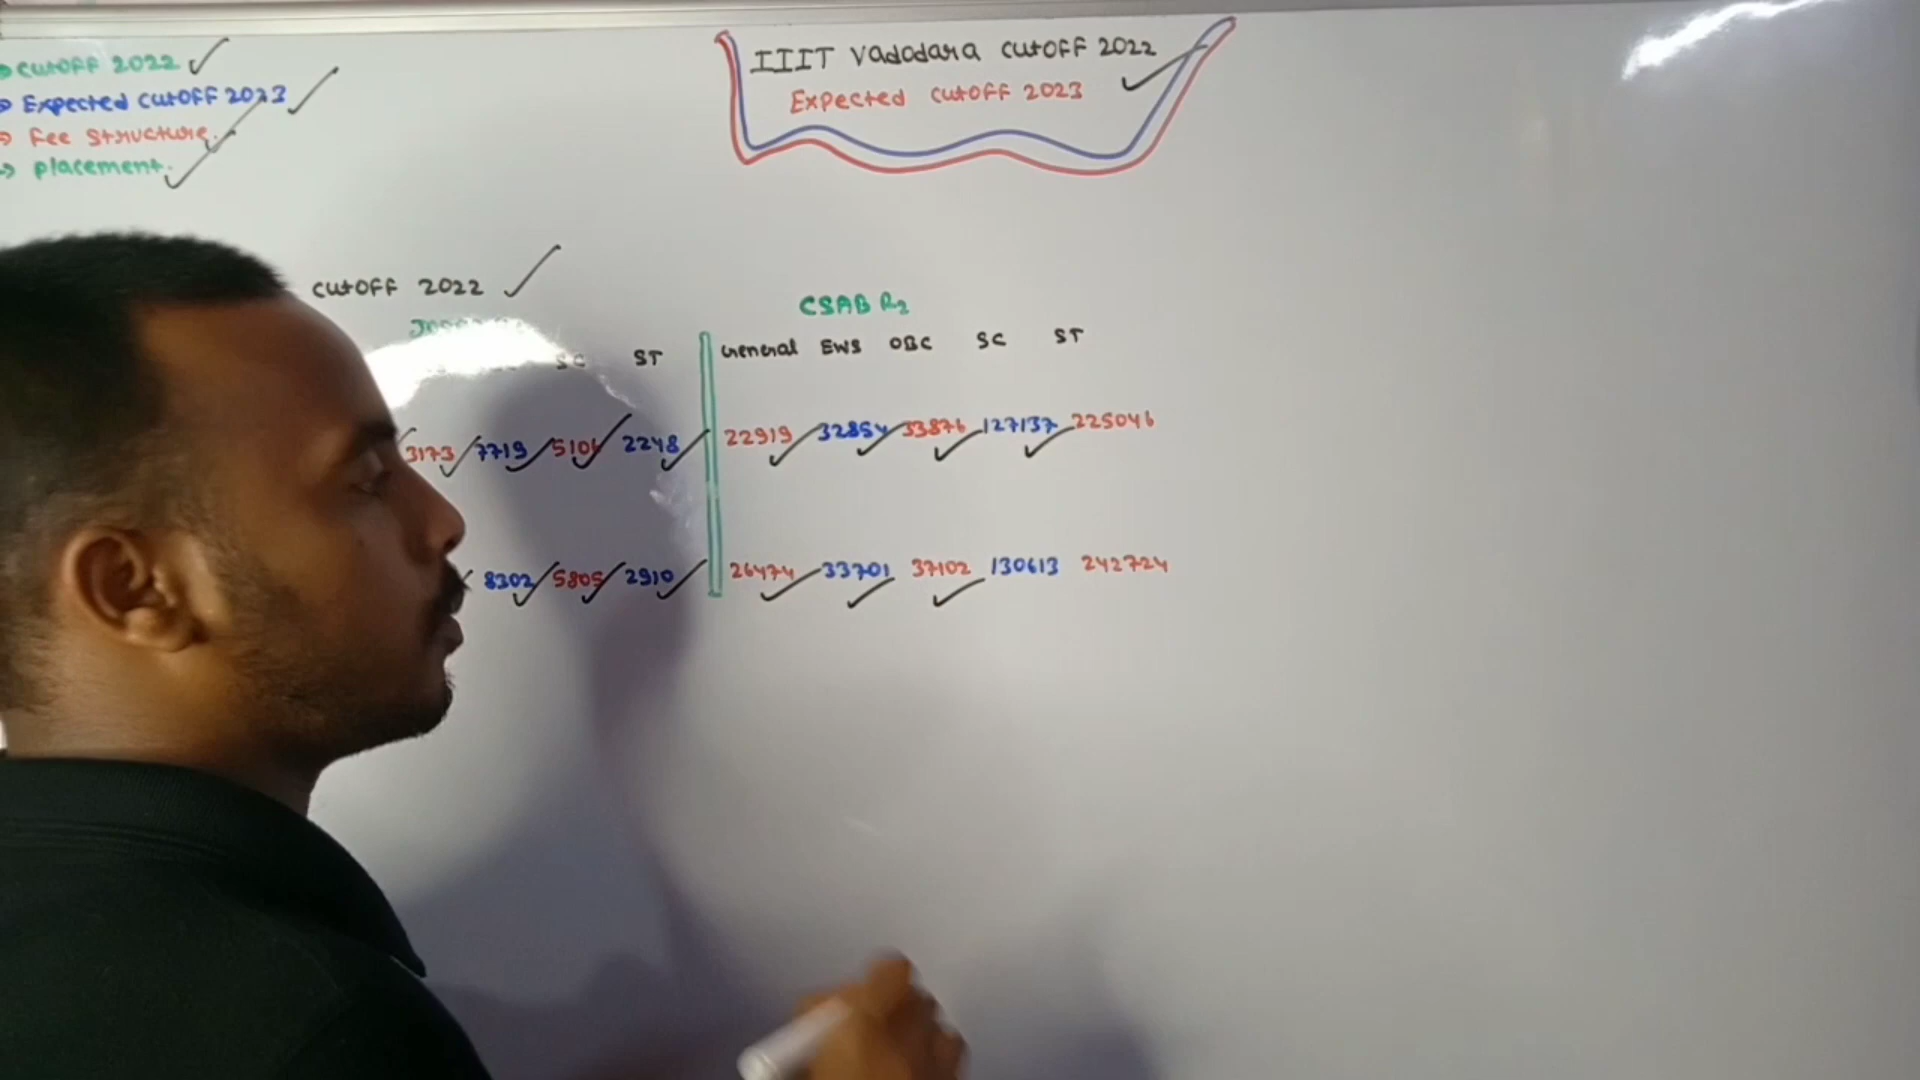 IIIT Vadodara cutoff 2022
Expected cutoff 2023
cutoff 2022
Expected cutoff 2023
Fee Structure.
placement.
cutoff 2022
CSAB R2
SC ST General EWS OBC SC ST
3173 7719 5106 2248 22919 32854 33876 127137 225046
8302 5805 2910 26474 33701 37102 130613 242724